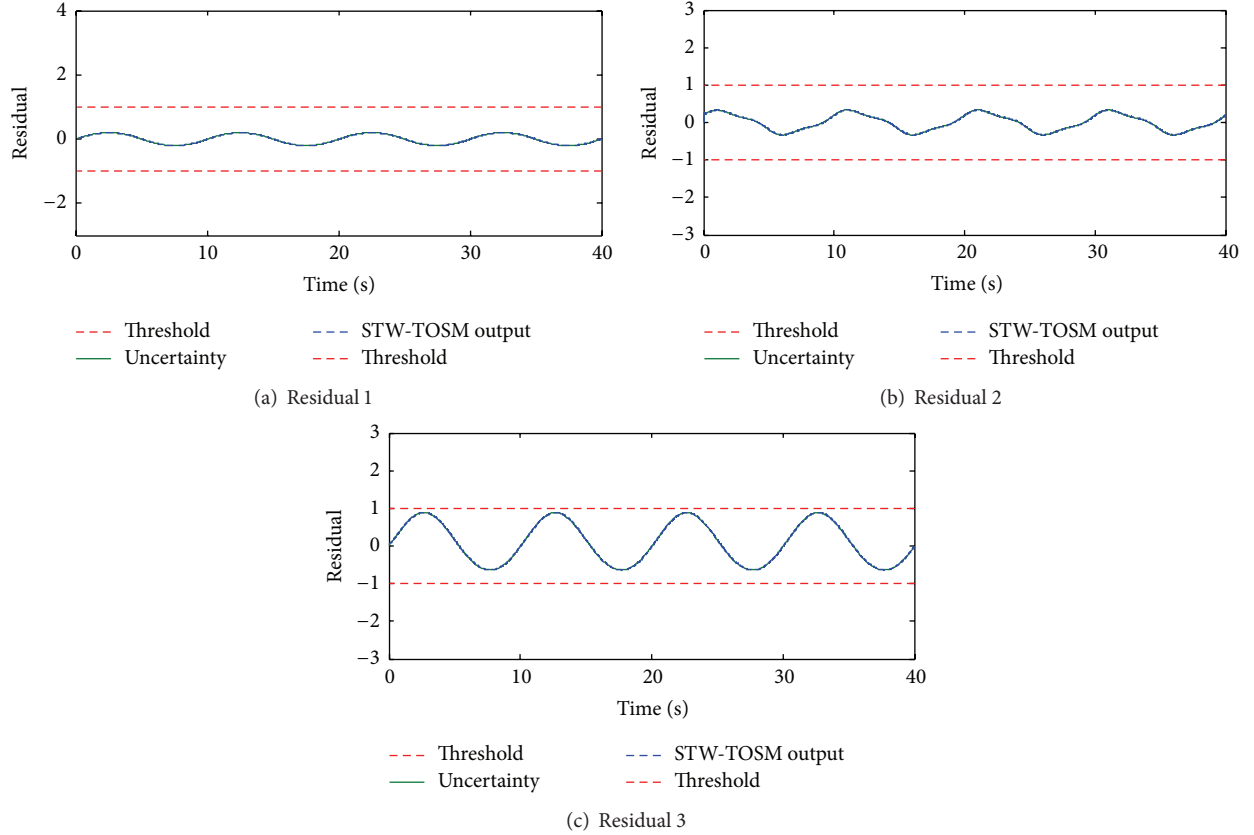 4
2
0
−2
Residual
0
10
20
30
40
Time (s)
Threshold
Uncertainty
STW-TOSM output
Threshold
(a) Residual 1
3
2
1
0
−1
−2
−3
Residual
0
10
20
30
40
Time (s)
Threshold
Uncertainty
STW-TOSM output
Threshold
(b) Residual 2
3
2
1
0
−1
−2
−3
Residual
0
10
20
30
40
Time (s)
Threshold
Uncertainty
STW-TOSM output
Threshold
(c) Residual 3